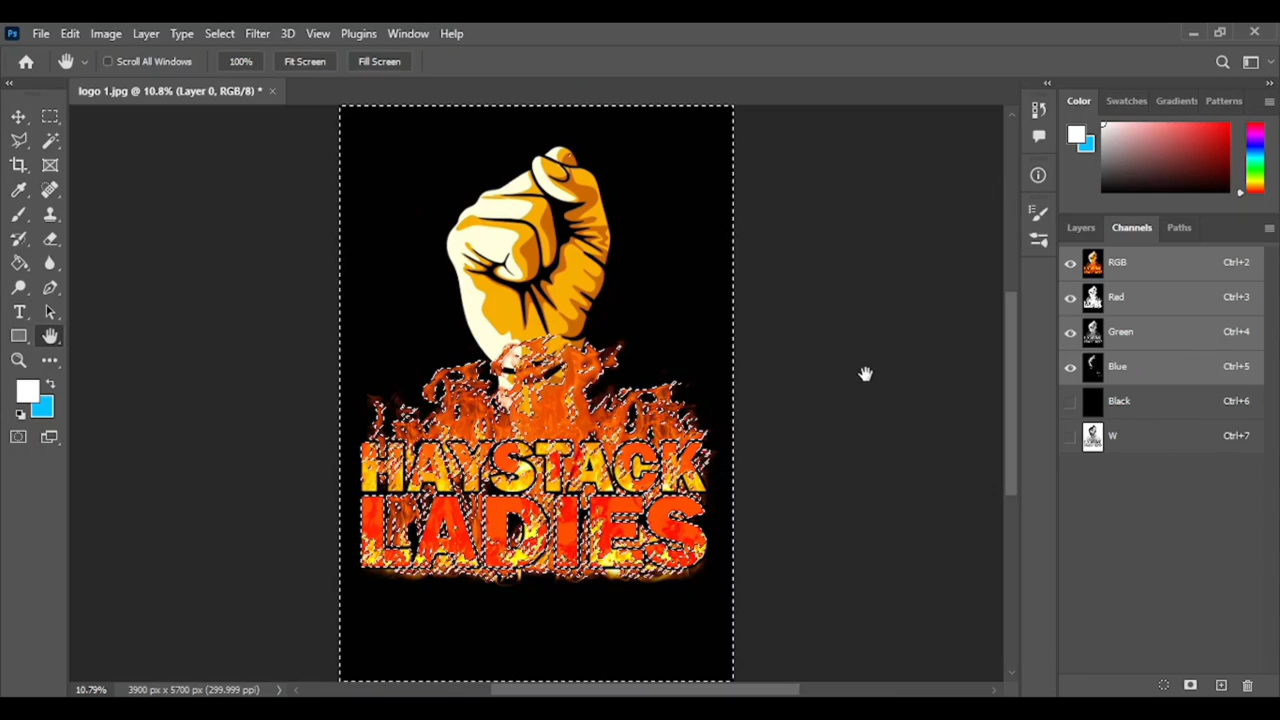 Ps File Edit Image Layer Type Select Filter 3D View Plugins Window Help
Scroll All Windows 100% Fit Screen Fill Screen
logo 1.jpg @ 10.8% (Layer 0, RGB/8) * ×
Color Swatches Gradients Patterns
Layers Channels Paths
RGB Ctrl+2
Red Ctrl+3
Green Ctrl+4
Blue Ctrl+5
Black Ctrl+6
W Ctrl+7
HAYSTACK
LADIES
10.79% 3900 px x 5700 px (299.999 ppi)